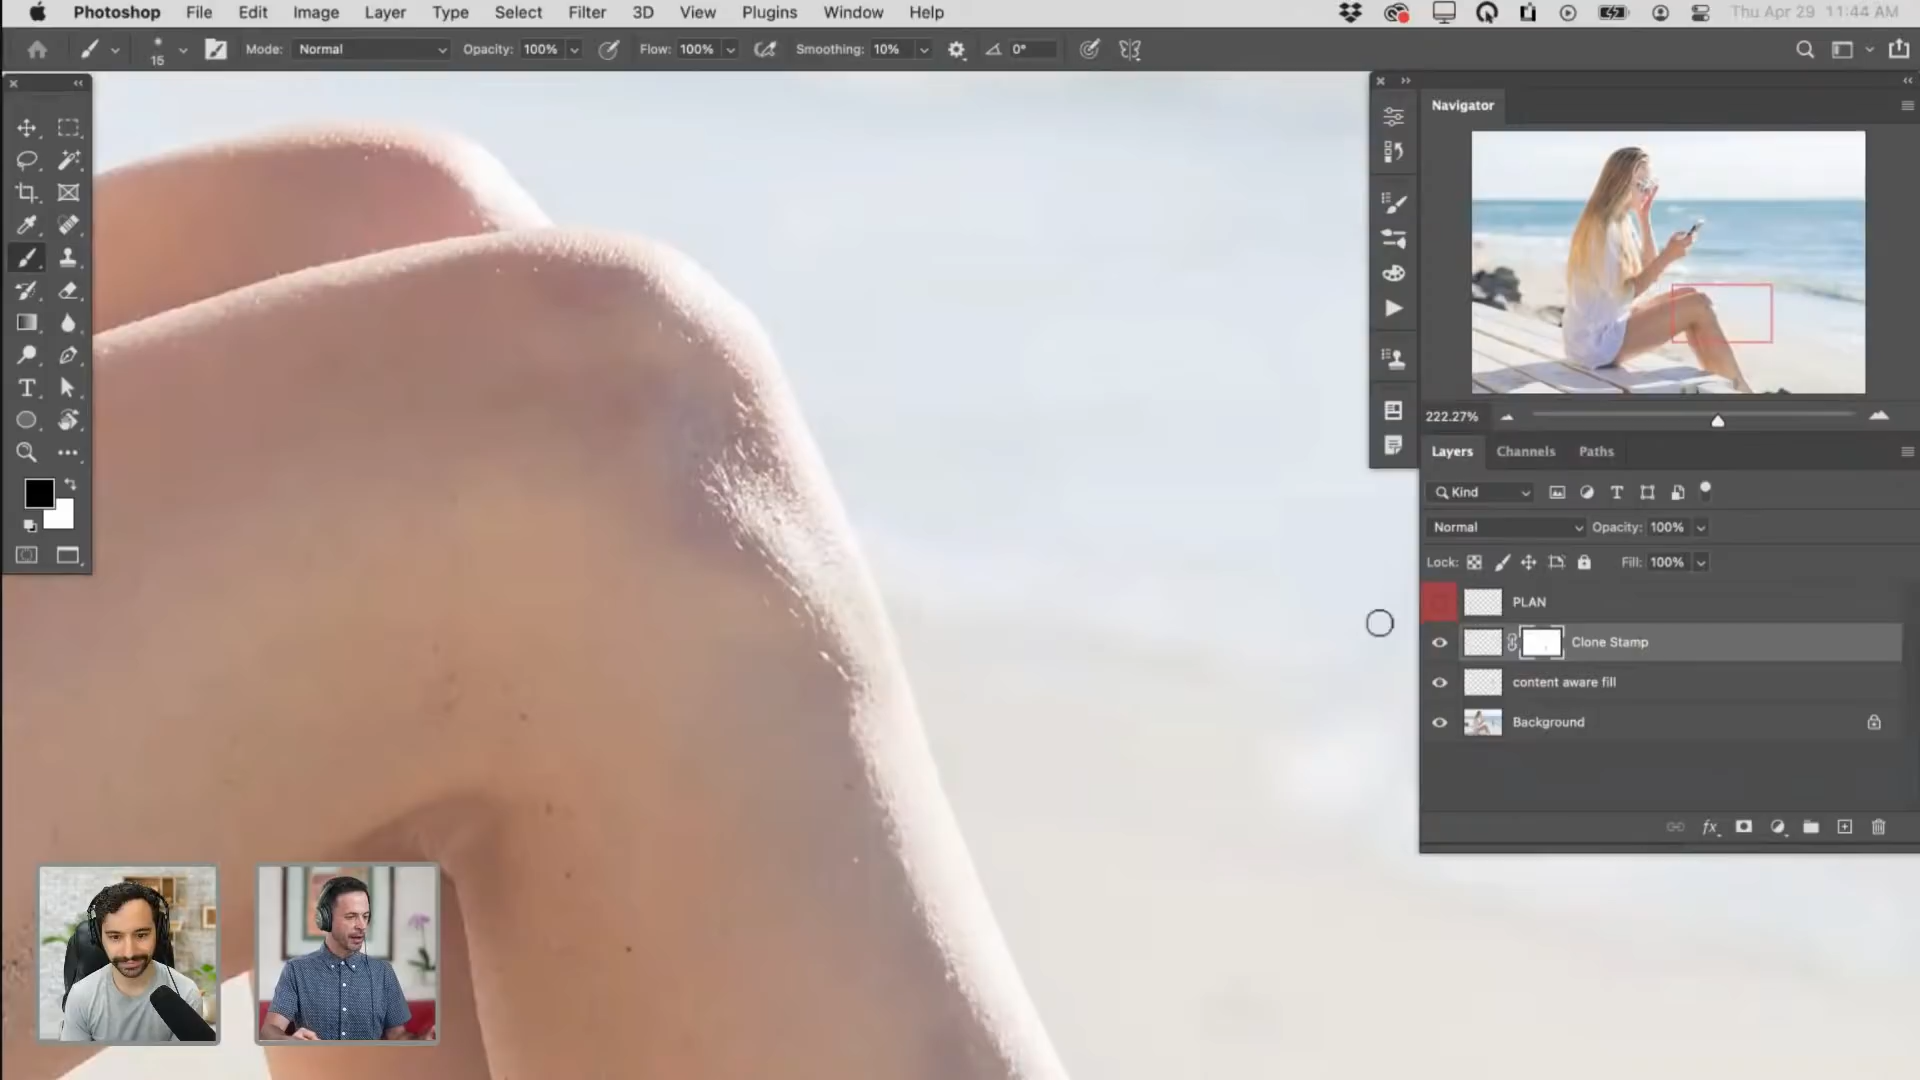 Photoshop File Edit Image Layer Type Select Filter 3D View Plugins Window Help Thu Apr 29 11:44 AM
15 Mode: Normal Opacity: 100% Flow: 100% Smoothing: 10% 0°
Navigator
222.27%
Layers Channels Paths
Kind
Normal Opacity: 100%
Lock: Fill: 100%
PLAN
Clone Stamp
content aware fill
Background
fx